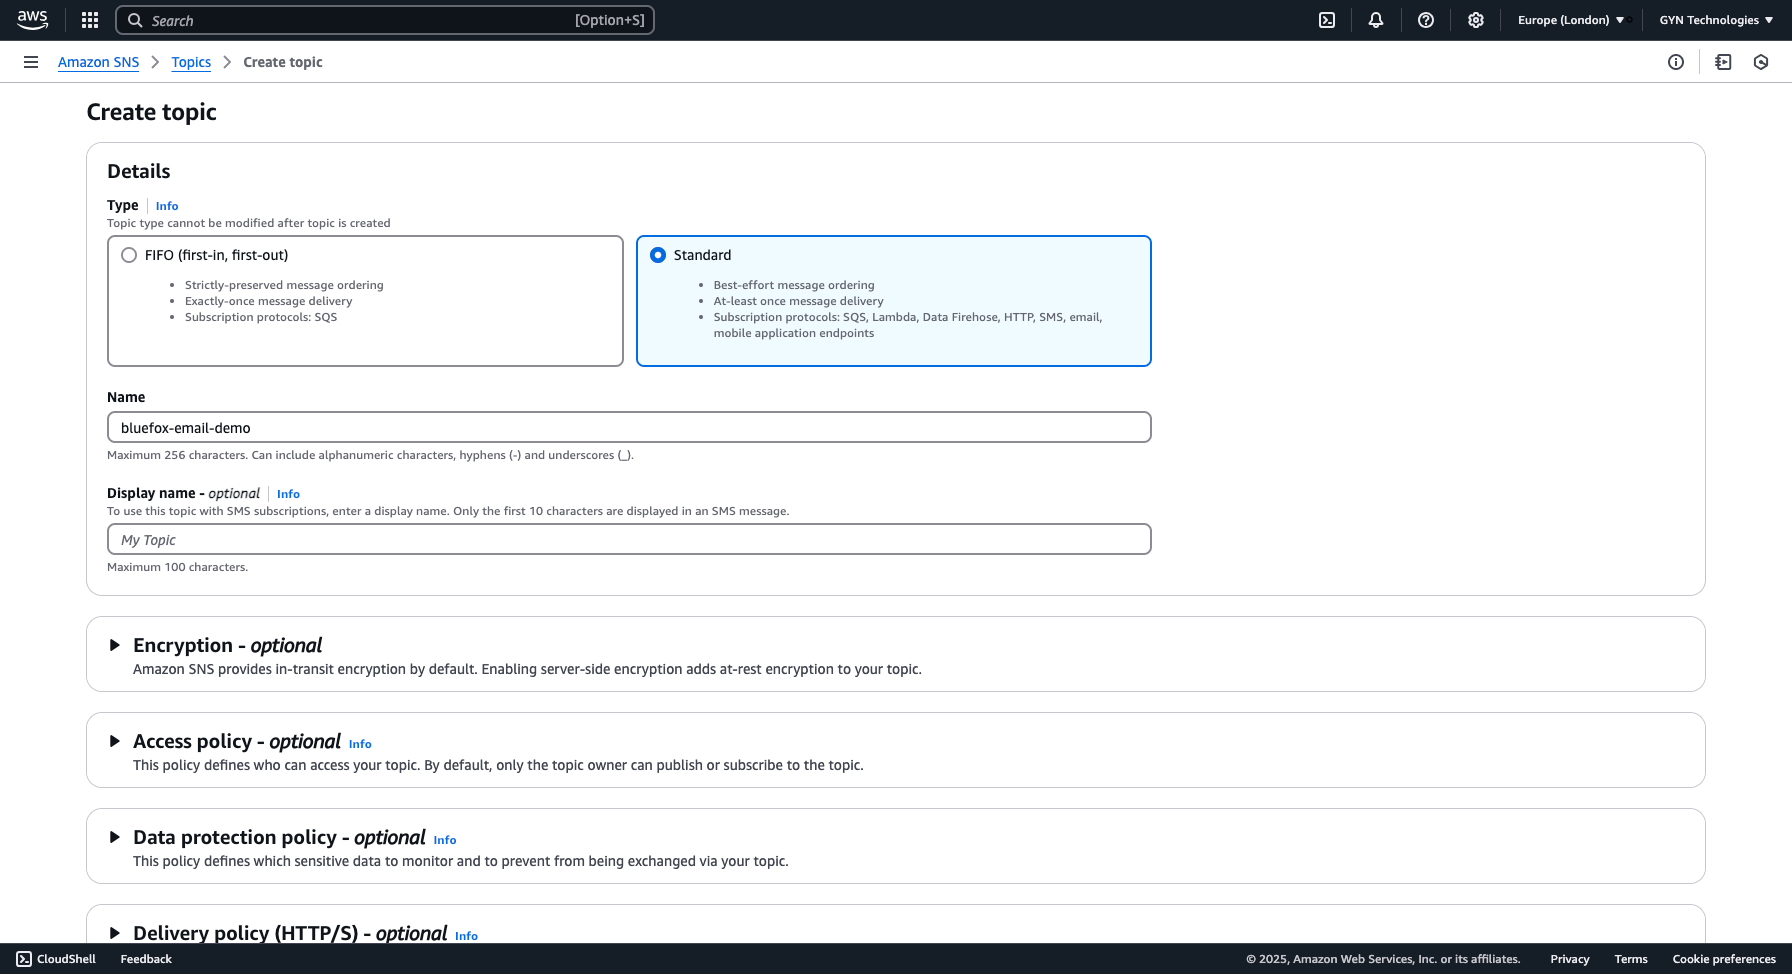 aws
Search [Option+S]
Europe (London)
GYN Technologies
Amazon SNS
Topics
Create topic
Create topic
Details
Type Info
Topic type cannot be modified after topic is created
FIFO (first-in, first-out)
Strictly-preserved message ordering
Exactly-once message delivery
Subscription protocols: SQS
Standard
Best-effort message ordering
At-least once message delivery
Subscription protocols: SQS, Lambda, Data Firehose, HTTP, SMS, email,
mobile application endpoints
Name
bluefox-email-demo
Maximum 256 characters. Can include alphanumeric characters, hyphens (-) and underscores (_).
Display name - optional Info
To use this topic with SMS subscriptions, enter a display name. Only the first 10 characters are displayed in an SMS message.
My Topic
Maximum 100 characters.
Encryption - optional
Amazon SNS provides in-transit encryption by default. Enabling server-side encryption adds at-rest encryption to your topic.
Access policy - optional Info
This policy defines who can access your topic. By default, only the topic owner can publish or subscribe to the topic.
Data protection policy - optional Info
This policy defines which sensitive data to monitor and to prevent from being exchanged via your topic.
Delivery policy (HTTP/S) - optional Info
CloudShell
Feedback
© 2025, Amazon Web Services, Inc. or its affiliates.
Privacy
Terms
Cookie preferences